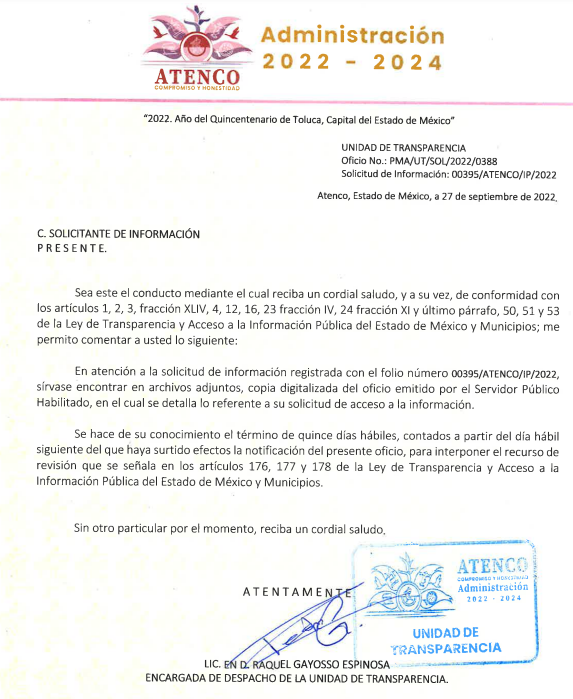 ATENCO
COMPROMISO Y HONESTIDAD
Administración
2022 - 2024
"2022. Año del Quincentenario de Toluca, Capital del Estado de México"
UNIDAD DE TRANSPARENCIA
Oficio No.: PMA/UT/SOL/2022/0388
Solicitud de Información: 00395/ATENCO/IP/2022
Atenco, Estado de México, a 27 de septiembre de 2022.
C. SOLICITANTE DE INFORMACIÓN
P R E S E N T E.
Sea este el conducto mediante el cual reciba un cordial saludo, y a su vez, de conformidad con
los artículos 1, 2, 3, fracción XLIV, 4, 12, 16, 23 fracción IV, 24 fracción XI y último párrafo, 50, 51 y 53
de la Ley de Transparencia y Acceso a la Información Pública del Estado de México y Municipios; me
permito comentar a usted lo siguiente:
En atención a la solicitud de información registrada con el folio número 00395/ATENCO/IP/2022,
sírvase encontrar en archivos adjuntos, copia digitalizada del oficio emitido por el Servidor Público
Habilitado, en el cual se detalla lo referente a su solicitud de acceso a la información.
Se hace de su conocimiento el término de quince días hábiles, contados a partir del día hábil
siguiente del que haya surtido efectos la notificación del presente oficio, para interponer el recurso de
revisión que se señala en los artículos 176, 177 y 178 de la Ley de Transparencia y Acceso a la
Información Pública del Estado de México y Municipios.
Sin otro particular por el momento, reciba un cordial saludo.
A T E N T A M E N T E
ATENCO
COMPROMISO Y HONESTIDAD
Administración
2022 - 2024
UNIDAD DE
TRANSPARENCIA
LIC. EN D. RAQUEL GAYOSSO ESPINOSA
ENCARGADA DE DESPACHO DE LA UNIDAD DE TRANSPARENCIA.